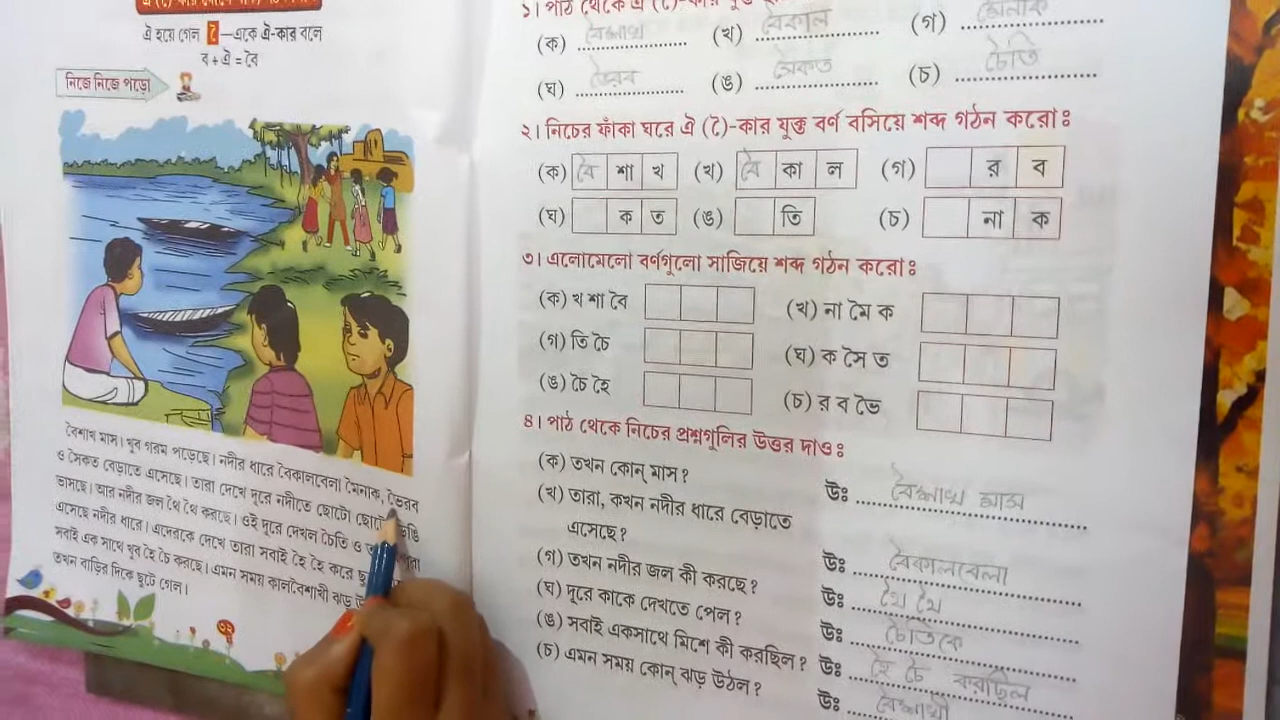 ঐ হয়ে গেল ৈ—একে ঐ-কার বলে
ব + ঐ = বৈ
নিজে নিজে পড়ো
বৈশাখ মাস। খুব গরম পড়েছে। নদীর ধারে বৈকালবেলা মৈনাক, ভৈরব
ও সৈকত বেড়াতে এসেছে। তারা দেখে দূরে নদীতে ছোটো ছোটো
ভাসছে। আর নদীর জল থৈ থৈ করছে। ওই দূরে দেখল চৈতি ও
এসেছে নদীর ধারে। এদেরকে দেখে তারা সবাই হৈ হৈ করে
সবাই এক সাথে খুব হৈ চৈ করছে। এমন সময় কালবৈশাখী ঝড়
তখন বাড়ির দিকে ছুটে গেল।
৩২
১। পাঠ থেকে ঐ (ৈ)-কার যুক্ত
(ক) বৈশাখ (খ) বৈকাল (গ) মৈনাক
(ঘ) ভৈরব (ঙ) সৈকত (চ) চৈতি
২। নিচের ফাঁকা ঘরে ঐ (ৈ)-কার যুক্ত বর্ণ বসিয়ে শব্দ গঠন করো ঃ
(ক) বৈ শা খ (খ) বৈ কা ল (গ) র ব
(ঘ) ক ত (ঙ) তি (চ) না ক
৩। এলোমেলো বর্ণগুলো সাজিয়ে শব্দ গঠন করো ঃ
(ক) খ শা বৈ (খ) না মৈ ক
(গ) তি চৈ (ঘ) ক সৈ ত
(ঙ) চৈ হৈ (চ) র ব ভৈ
৪। পাঠ থেকে নিচের প্রশ্নগুলির উত্তর দাও ঃ
(ক) তখন কোন্ মাস ? উঃ বৈশাখ মাস
(খ) তারা, কখন নদীর ধারে বেড়াতে
এসেছে ? উঃ বৈকালবেলা
(গ) তখন নদীর জল কী করছে ? উঃ থৈ থৈ
(ঘ) দূরে কাকে দেখতে পেল ? উঃ চৈতিকে
(ঙ) সবাই একসাথে মিশে কী করছিল ? উঃ হৈ চৈ করছিল
(চ) এমন সময় কোন্ ঝড় উঠল ? উঃ বৈশাখী